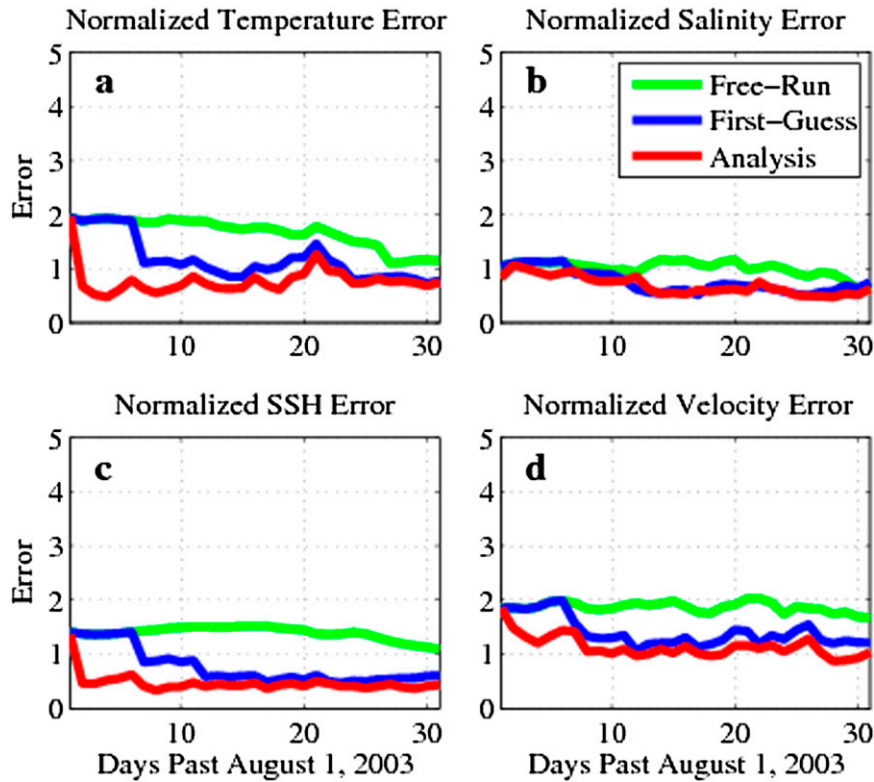 Normalized Temperature Error
Normalized Salinity Error
5
4
3
2
1
0
Error
a
10
20
30
5
4
3
2
1
0
b
Free-Run
First-Guess
Analysis
10
20
30
Normalized SSH Error
Normalized Velocity Error
5
4
3
2
1
0
Error
c
10
20
30
Days Past August 1, 2003
5
4
3
2
1
0
d
10
20
30
Days Past August 1, 2003